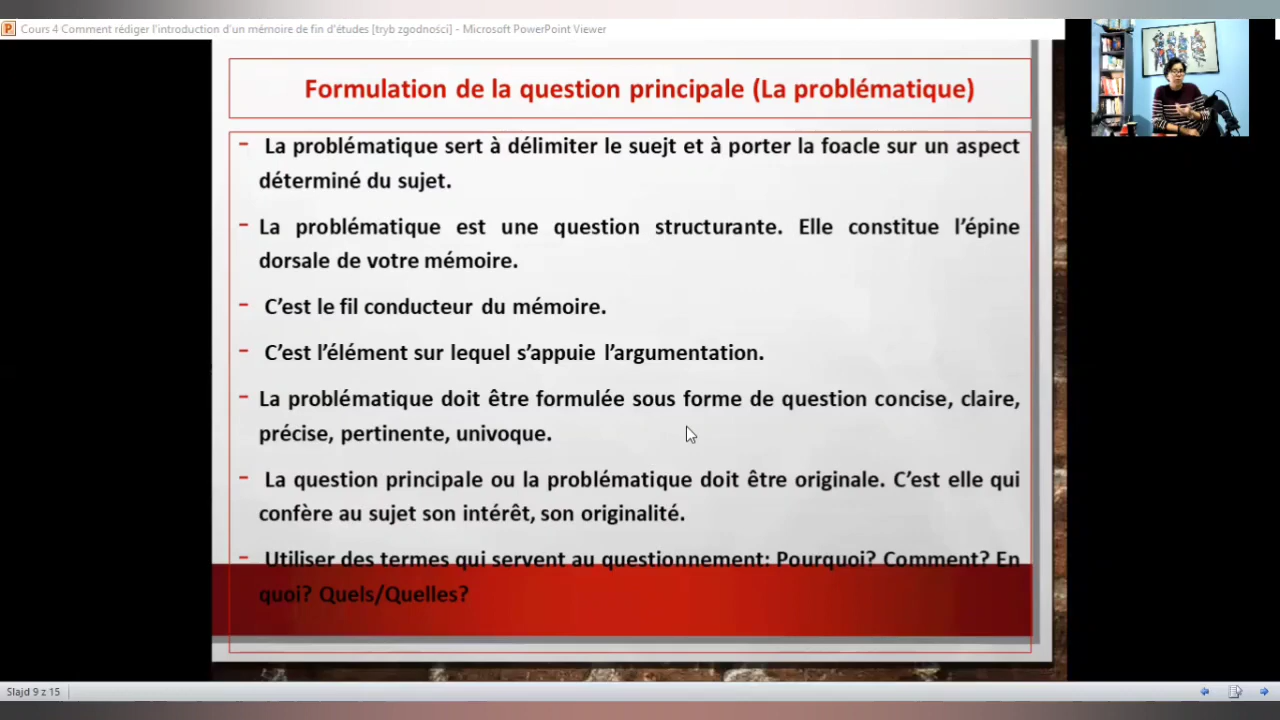 Cours 4 Comment rédiger l'introduction d'un mémoire de fin d'études [tryb zgodności] - Microsoft PowerPoint Viewer
Formulation de la question principale (La problématique)
- La problématique sert à délimiter le suejt et à porter la foacle sur un aspect
déterminé du sujet.
- La problématique est une question structurante. Elle constitue l'épine
dorsale de votre mémoire.
- C'est le fil conducteur du mémoire.
- C'est l'élément sur lequel s'appuie l'argumentation.
- La problématique doit être formulée sous forme de question concise, claire,
précise, pertinente, univoque.
- La question principale ou la problématique doit être originale. C'est elle qui
confère au sujet son intérêt, son originalité.
- Utiliser des termes qui servent au questionnement: Pourquoi? Comment? En
quoi? Quels/Quelles?
Slajd 9 z 15